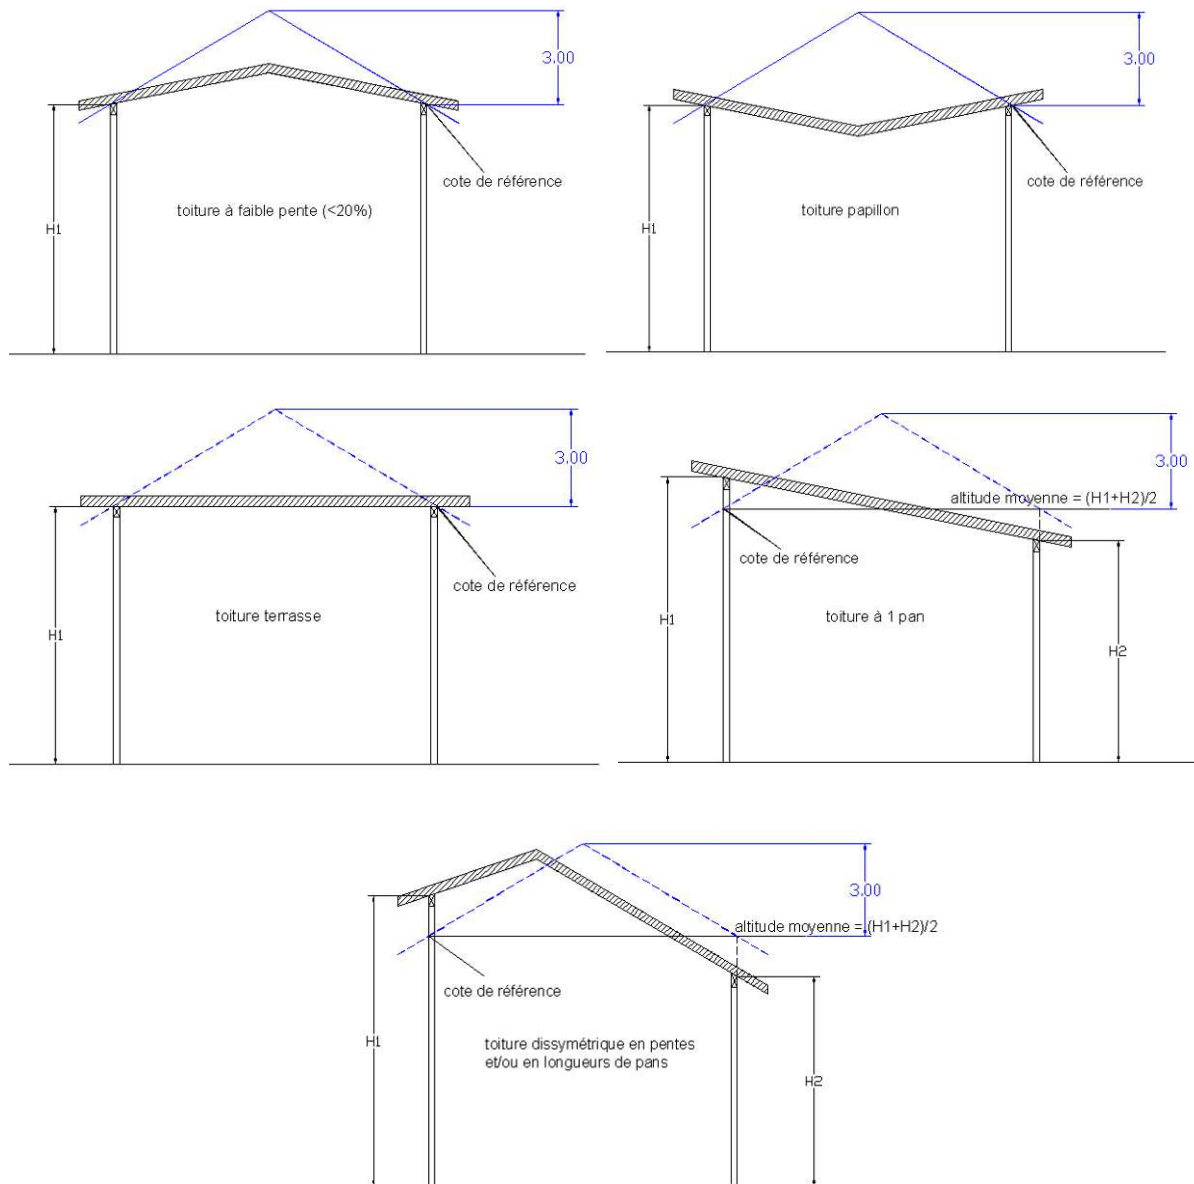 3.00
cote de référence
toiture à faible pente (<20%)
H1
3.00
cote de référence
toiture papillon
H1
3.00
cote de référence
toiture terrasse
H1
3.00
altitude moyenne = (H1+H2)/2
cote de référence
toiture à 1 pan
H1
H2
3.00
altitude moyenne = (H1+H2)/2
cote de référence
toiture dissymétrique en pentes
et/ou en longueurs de pans
H1
H2